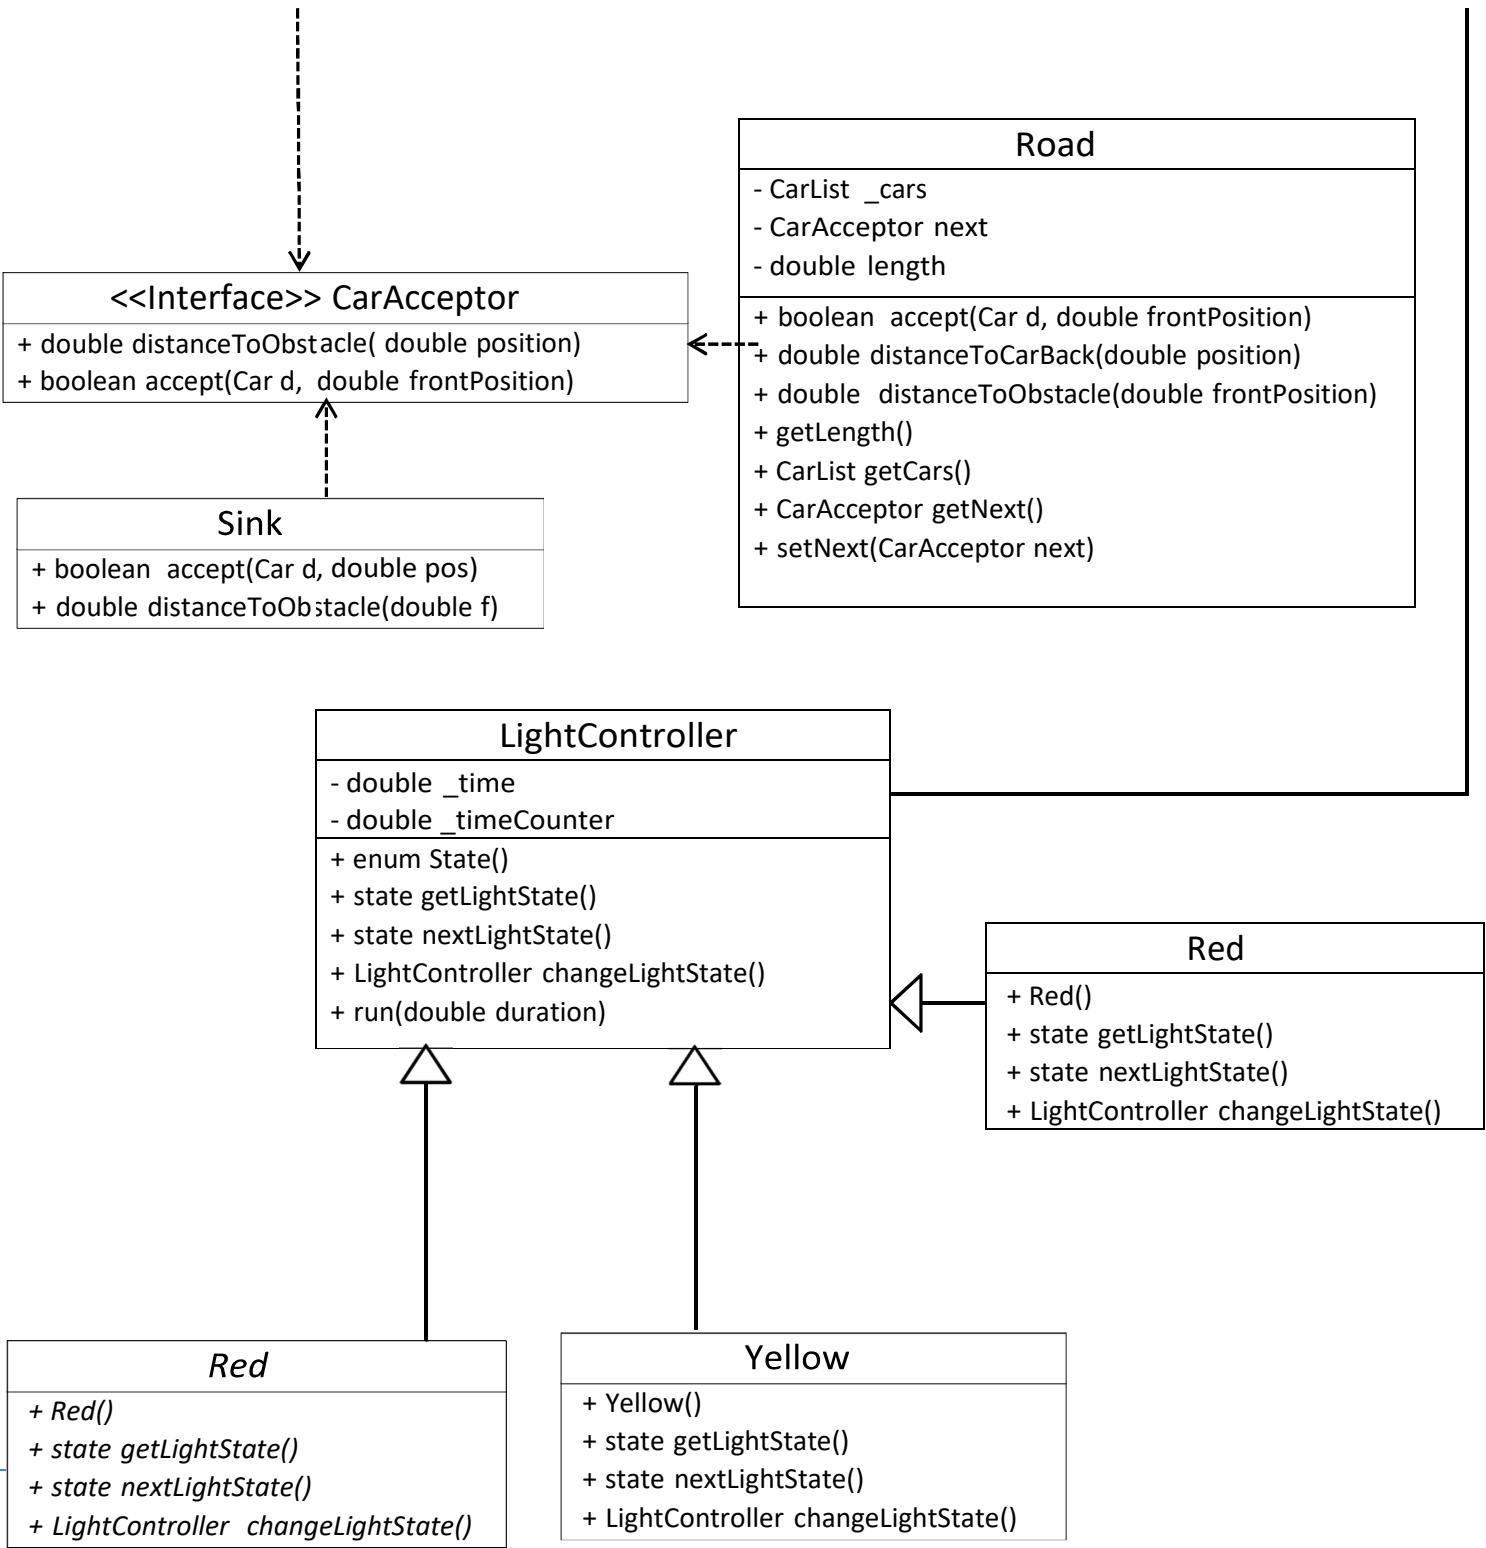 Road
- CarList _cars
- CarAcceptor next
- double length
+ boolean accept(Car d, double frontPosition)
+ double distanceToCarBack(double position)
+ double distanceToObstacle(double frontPosition)
+ getLength()
+ CarList getCars()
+ CarAcceptor getNext()
+ setNext(CarAcceptor next)
<<Interface>> CarAcceptor
+ double distanceToObstacle( double position)
+ boolean accept(Car d, double frontPosition)
Sink
+ boolean accept(Car d, double pos)
+ double distanceToObstacle(double f)
LightController
- double _time
- double _timeCounter
+ enum State()
+ state getLightState()
+ state nextLightState()
+ LightController changeLightState()
+ run(double duration)
Red
+ Red()
+ state getLightState()
+ state nextLightState()
+ LightController changeLightState()
Red
+ Red()
+ state getLightState()
+ state nextLightState()
+ LightController changeLightState()
Yellow
+ Yellow()
+ state getLightState()
+ state nextLightState()
+ LightController changeLightState()